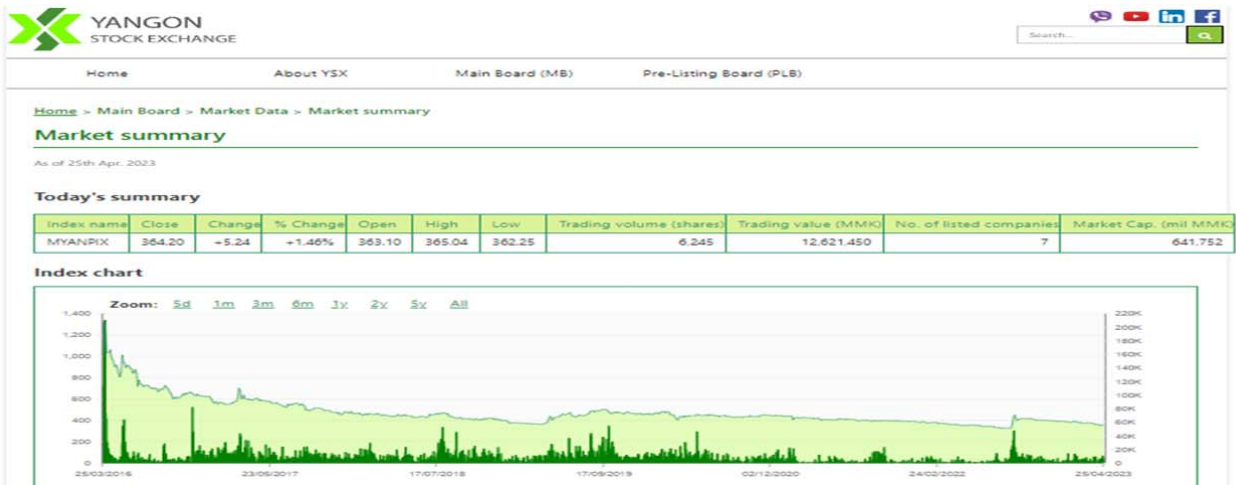 YANGON
STOCK EXCHANGE
Search...
Home About YSX Main Board (MB) Pre-Listing Board (PLB)
Home > Main Board > Market Data > Market summary
Market summary
As of 25th Apr. 2023
Today's summary
Index name Close Change % Change Open High Low Trading volume (shares) Trading value (MMK) No. of listed companies Market Cap. (mil MMK)
MYANPIX 364.20 +5.24 +1.46% 363.10 365.04 362.25 6,245 12,621,450 7 641,752
Index chart
Zoom: 5d 1m 3m 6m 1y 2y 5y All
1,400 220K
1,200 200K
180K
1,000 160K
140K
800 120K
600 100K
80K
400 60K
40K
200 20K
0 0
25/03/2016 23/05/2017 17/07/2018 17/09/2019 02/12/2020 24/02/2022 25/04/2023